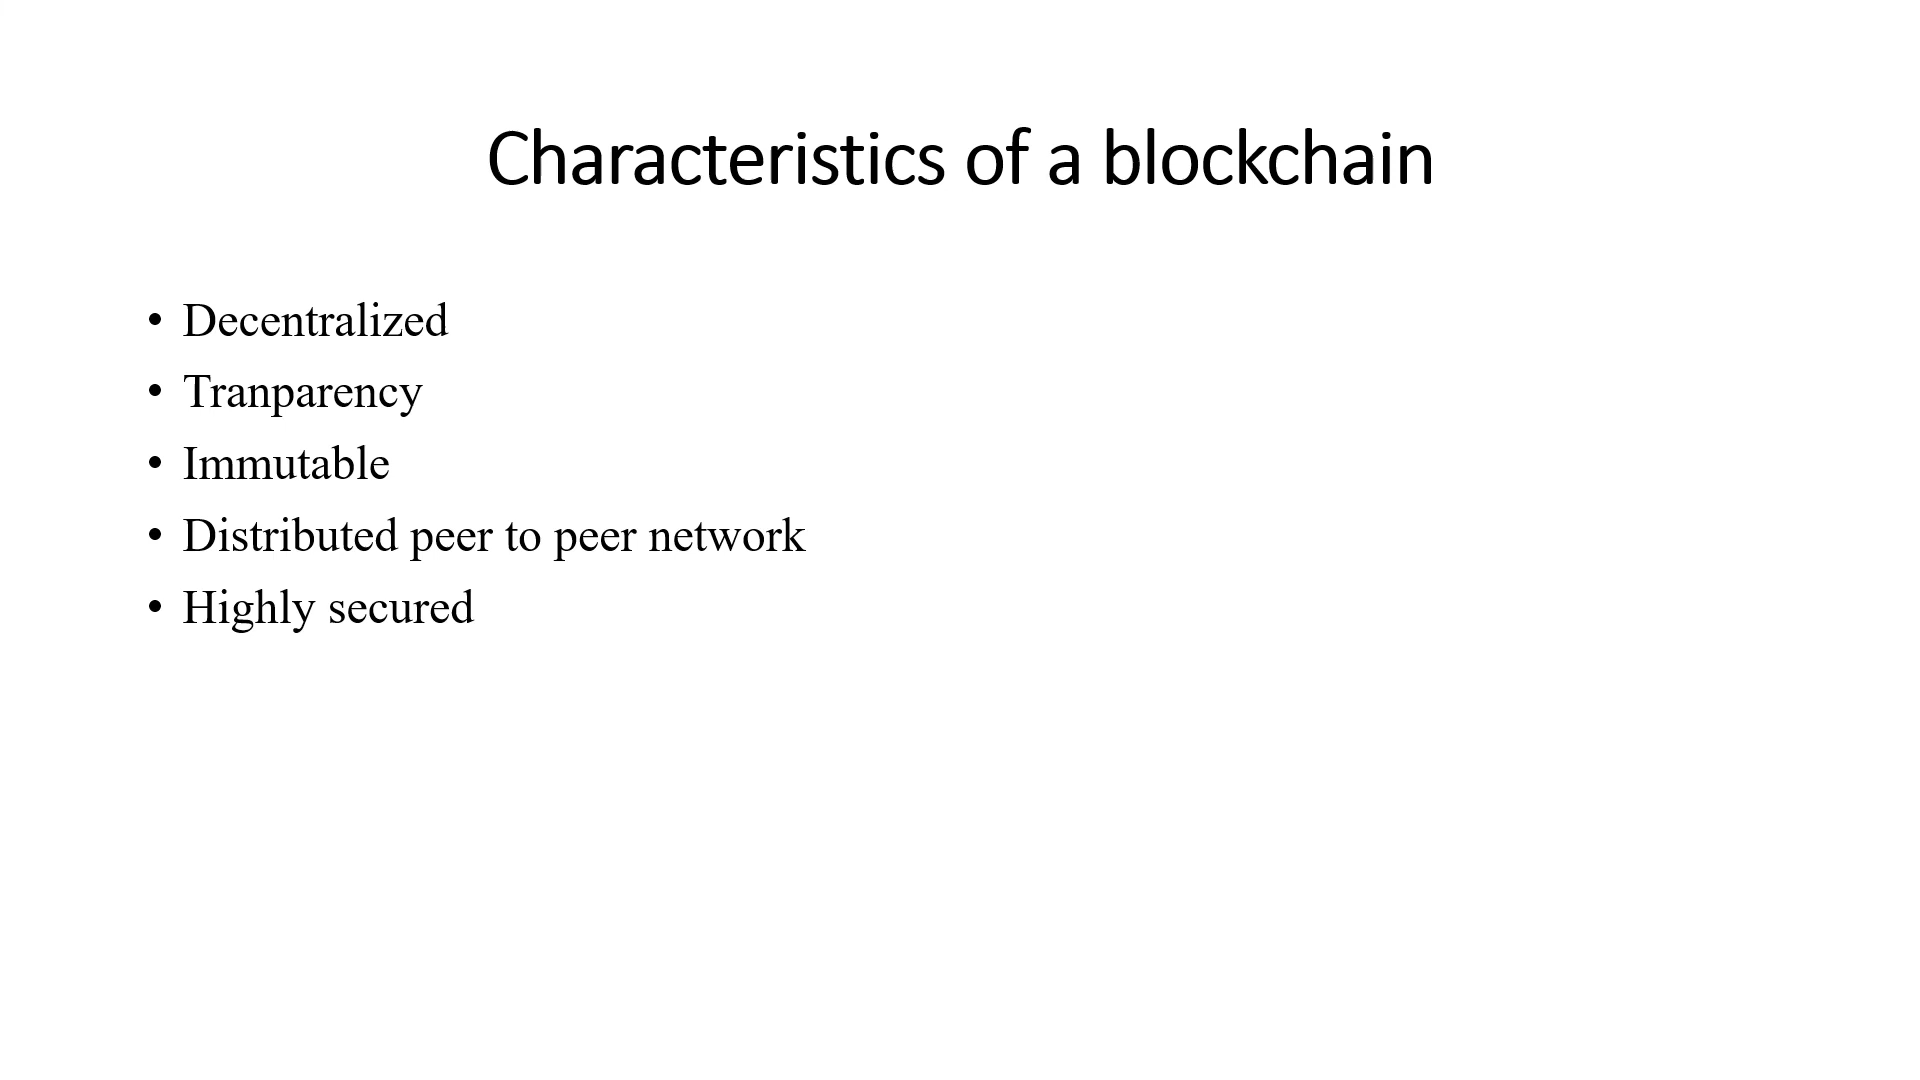 Characteristics of a blockchain
• Decentralized
• Tranparency
• Immutable
• Distributed peer to peer network
• Highly secured